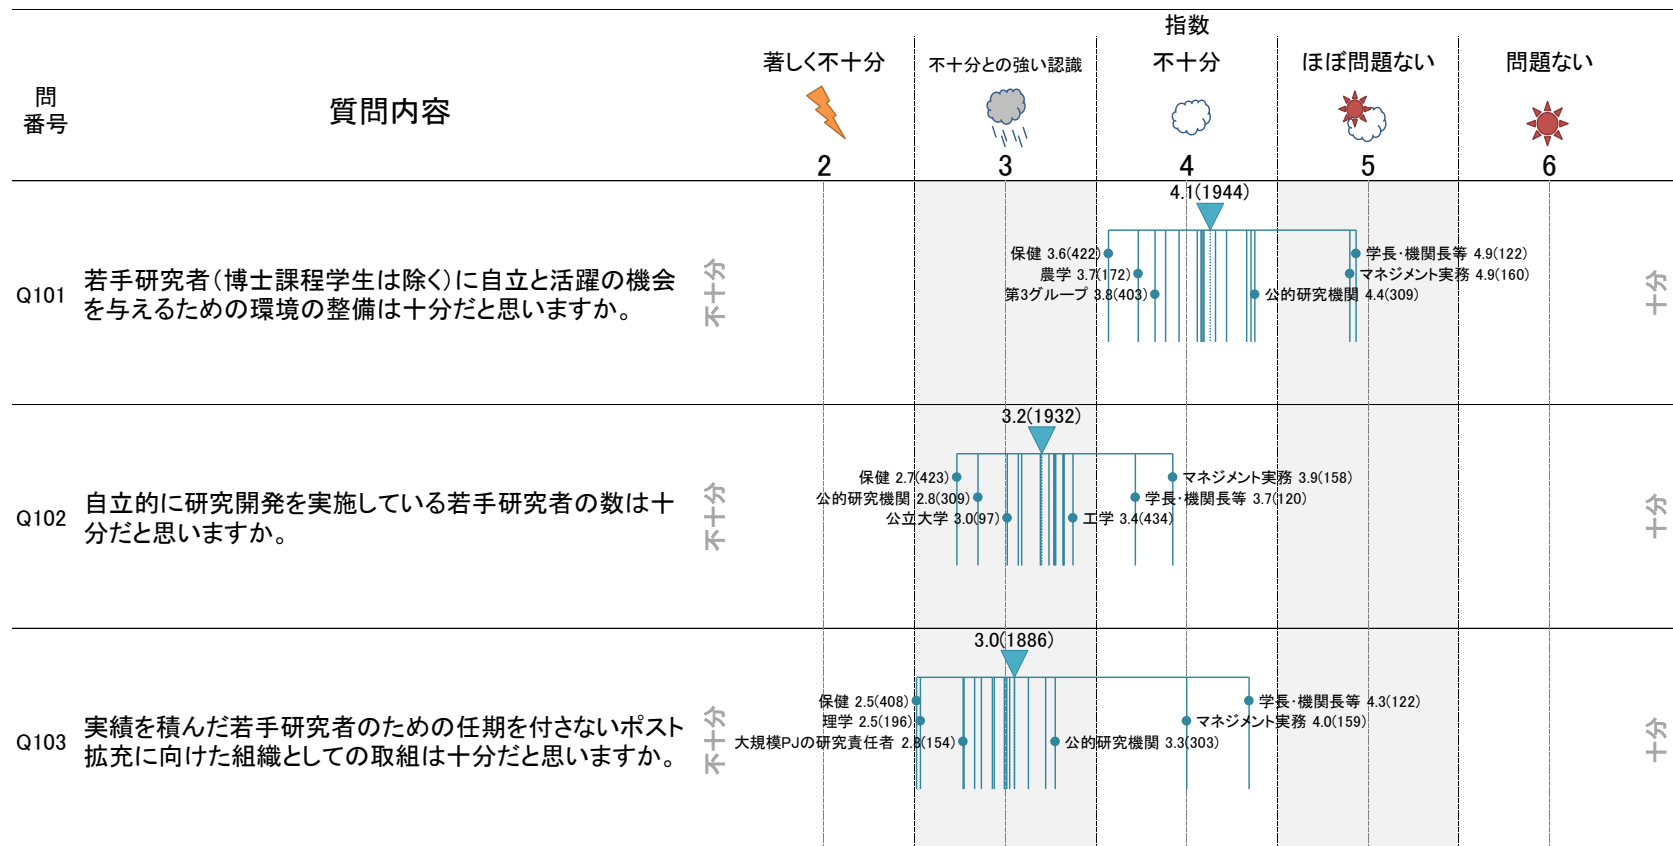 指数
著しく不十分
不十分との強い認識
不十分
ほぼ問題ない
問題ない
問
番号
質問内容
2
3
4
5
6
4.1(1944)
保健 3.6(422)
学長・機関長等 4.9(122)
農学 3.7(172)
マネジメント実務 4.9(160)
第3グループ 3.8(403)
公的研究機関 4.4(309)
Q101
若手研究者(博士課程学生は除く)に自立と活躍の機会
を与えるための環境の整備は十分だと思いますか。
不十分
十分
3.2(1932)
保健 2.7(423)
マネジメント実務 3.9(158)
公的研究機関 2.8(309)
学長・機関長等 3.7(120)
公立大学 3.0(97)
工学 3.4(434)
Q102
自立的に研究開発を実施している若手研究者の数は十
分だと思いますか。
不十分
十分
3.0(1886)
保健 2.5(408)
学長・機関長等 4.3(122)
理学 2.5(196)
マネジメント実務 4.0(159)
大規模PJの研究責任者 2.8(154)
公的研究機関 3.3(303)
Q103
実績を積んだ若手研究者のための任期を付さないポスト
拡充に向けた組織としての取組は十分だと思いますか。
不十分
十分